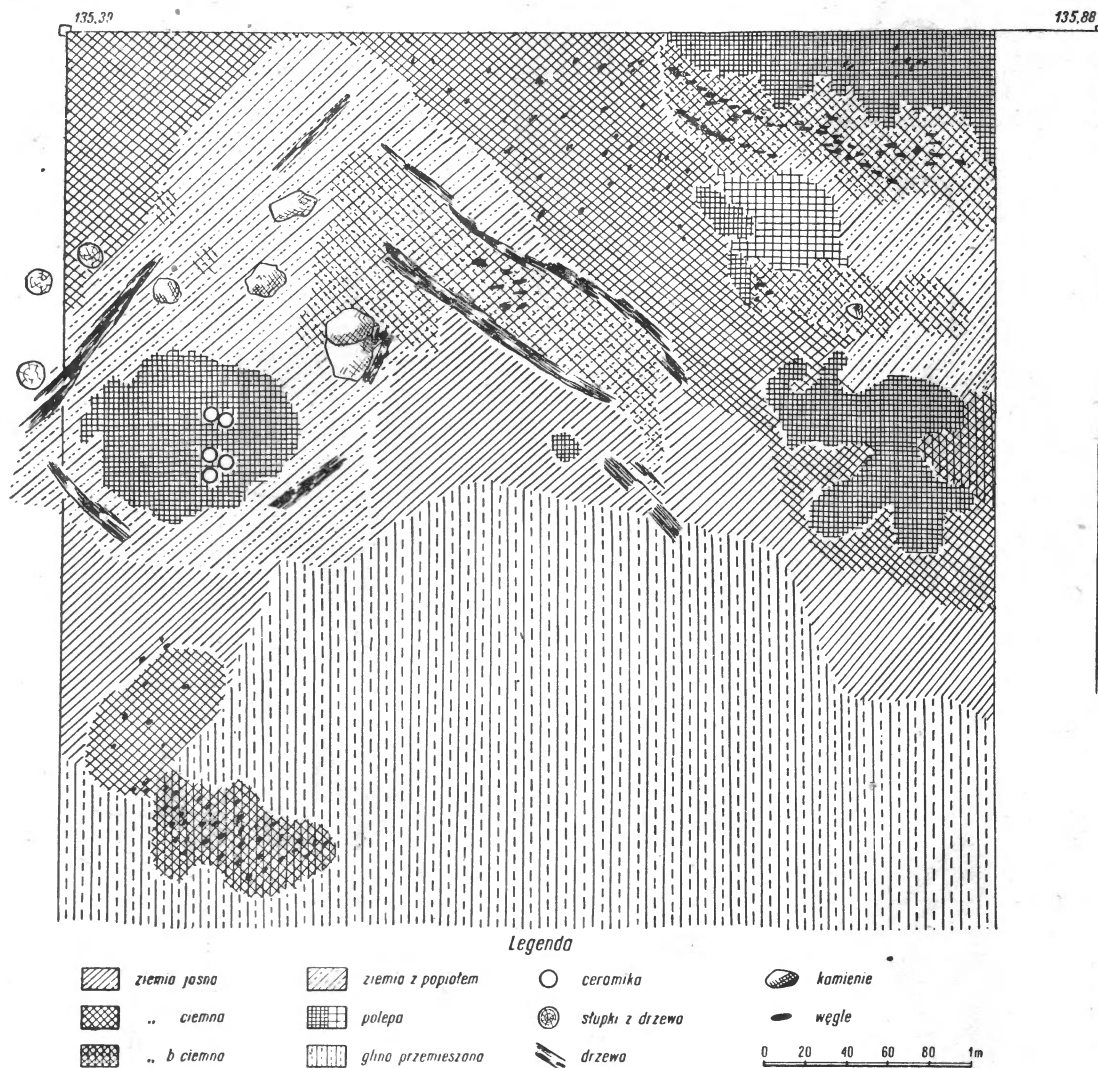 135,39 135,88
Legenda
ziemia jasna ziemia z popiołem ceramika kamienie
„ ciemna polepa słupki z drzewa węgle
„ b ciemna glina przemieszana drzewa 0 20 40 60 80 1m